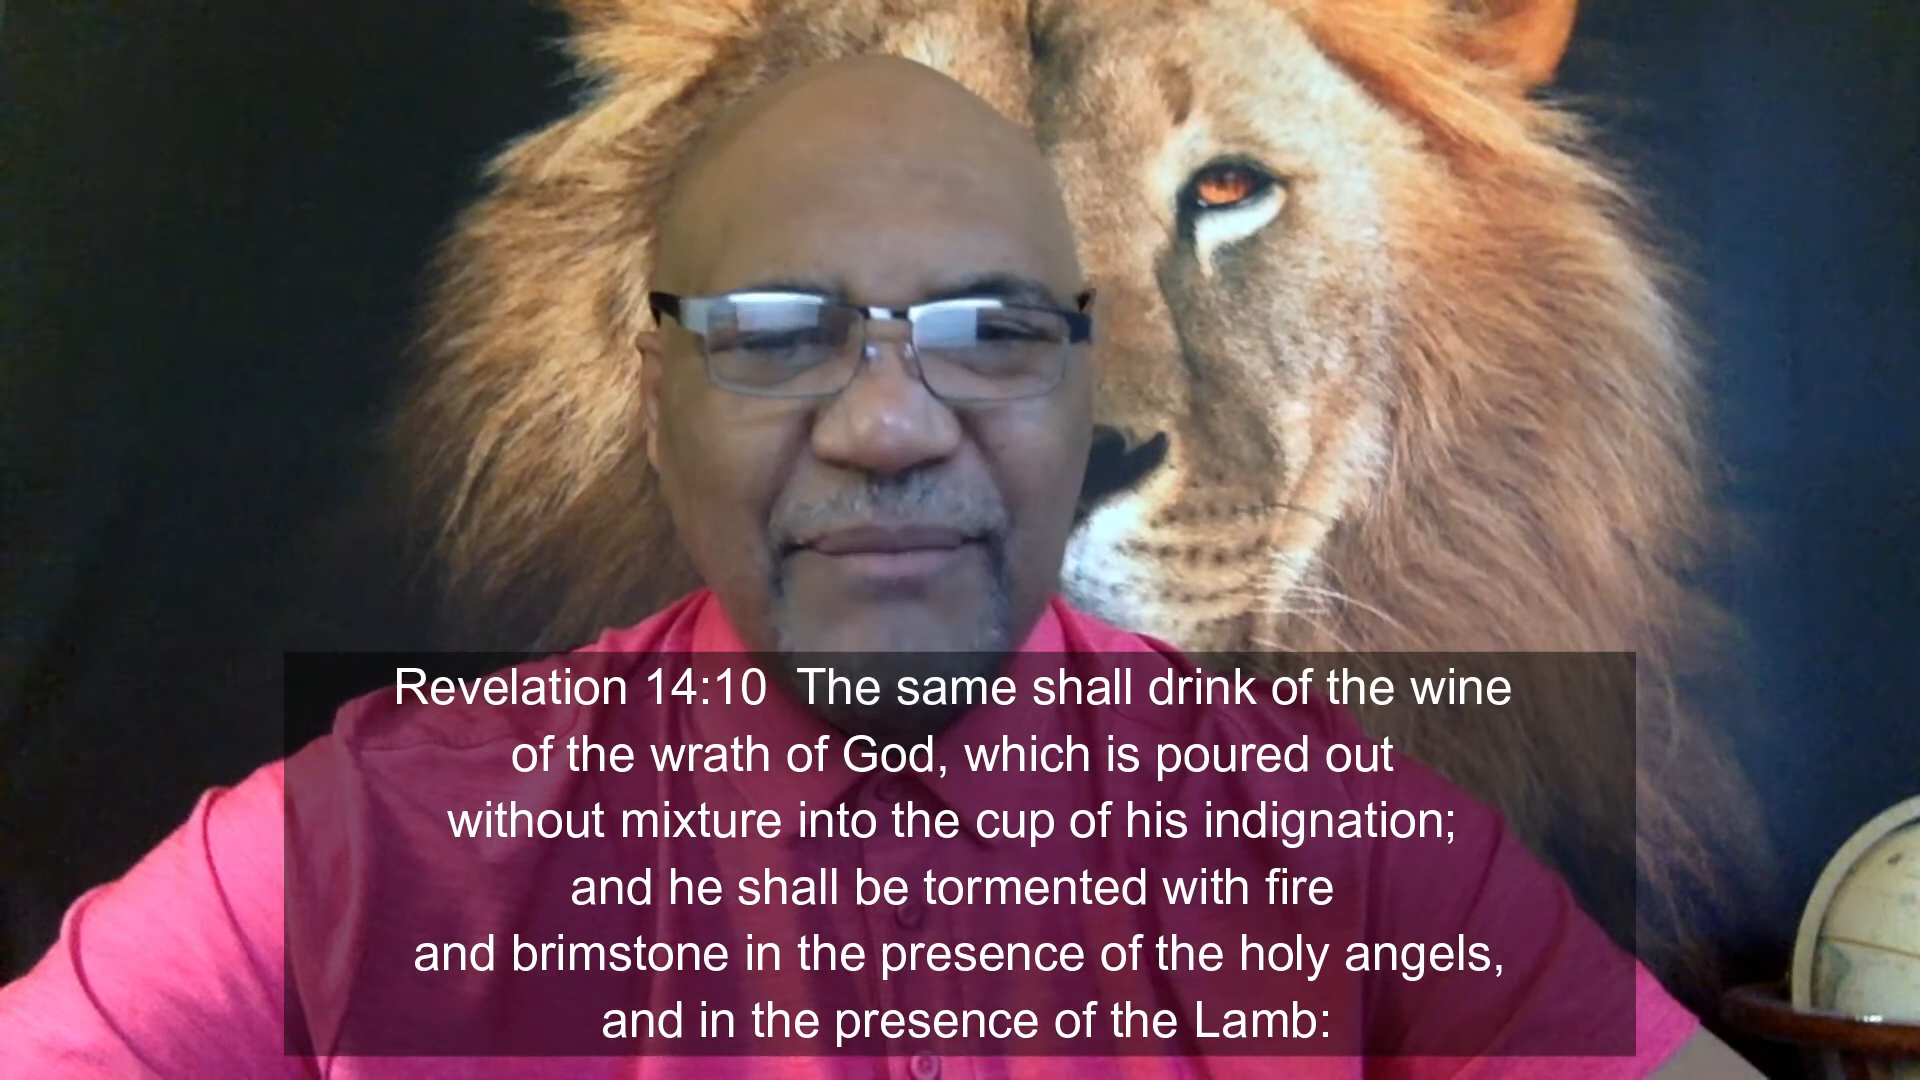 Revelation 14:10  The same shall drink of the wine
of the wrath of God, which is poured out
without mixture into the cup of his indignation;
and he shall be tormented with fire
and brimstone in the presence of the holy angels,
and in the presence of the Lamb: